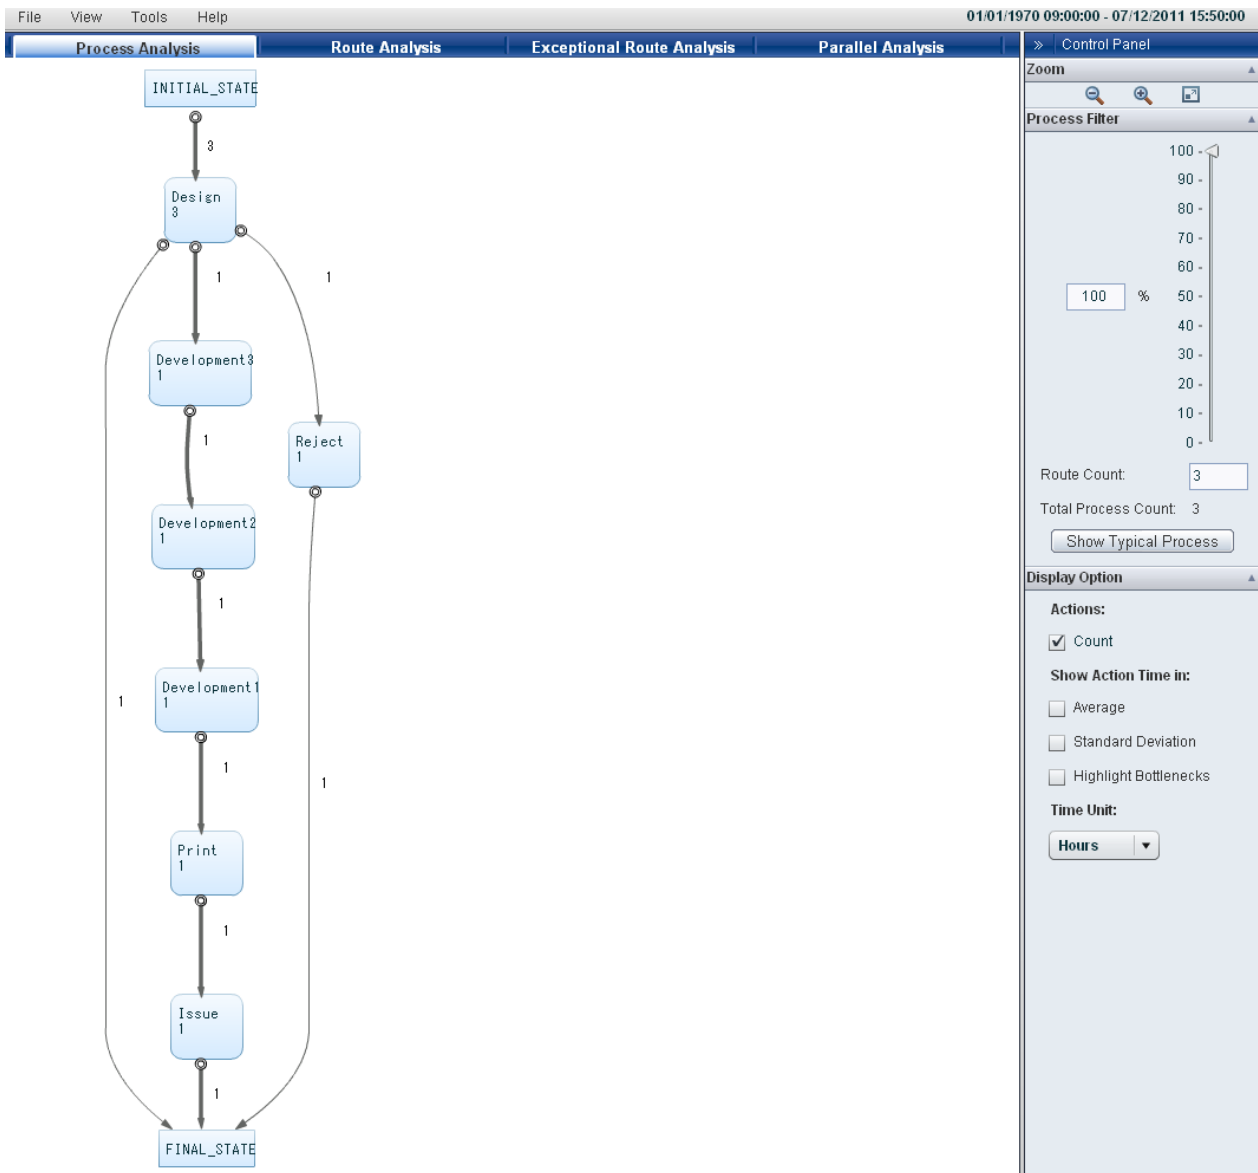 File View Tools Help 01/01/1970 09:00:00 - 07/12/2011 15:50:00
Process Analysis Route Analysis Exceptional Route Analysis Parallel Analysis » Control Panel
Zoom
Process Filter
100 -
90 -
80 -
70 -
60 -
100 % 50 -
40 -
30 -
20 -
10 -
0 -
Route Count: 3
Total Process Count: 3
Show Typical Process
Display Option
Actions:
Count
Show Action Time in:
Average
Standard Deviation
Highlight Bottlenecks
Time Unit:
Hours
INITIAL_STATE
3
Design
3
1 1
Development3
1
1
Reject
1
Development2
1
1
Development1
1
1
1
1
Print
1
1
Issue
1
1
FINAL_STATE